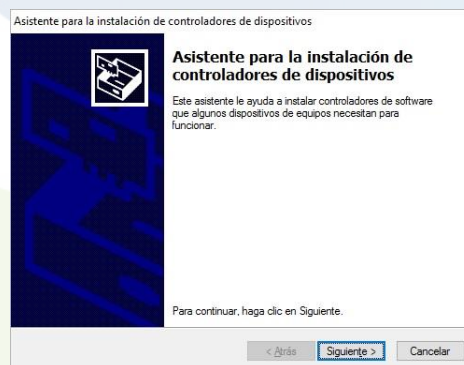 Asistente para la instalación de controladores de dispositivos
Asistente para la instalación de
controladores de dispositivos
Este asistente le ayuda a instalar controladores de software
que algunos dispositivos de equipos necesitan para
funcionar.
Para continuar, haga clic en Siguiente.
< Atrás Siguiente > Cancelar